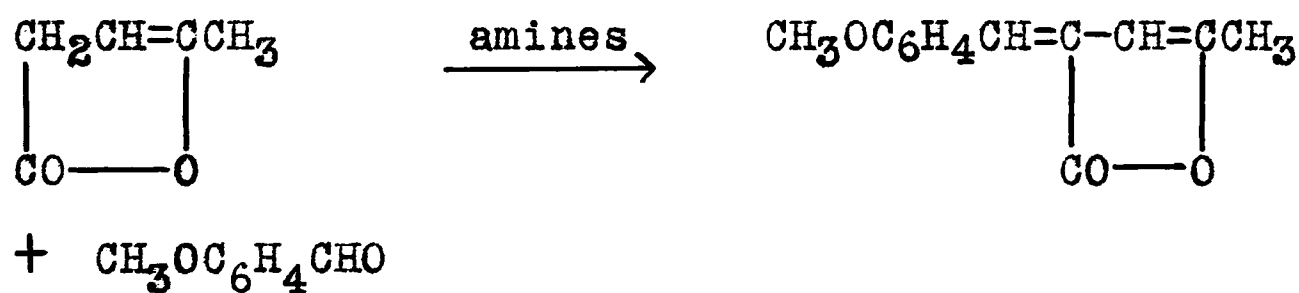 CH₂CH=CCH₃ amines CH₃OC₆H₄CH=C-CH=CCH₃
CO O CO O
+ CH₃OC₆H₄CHO